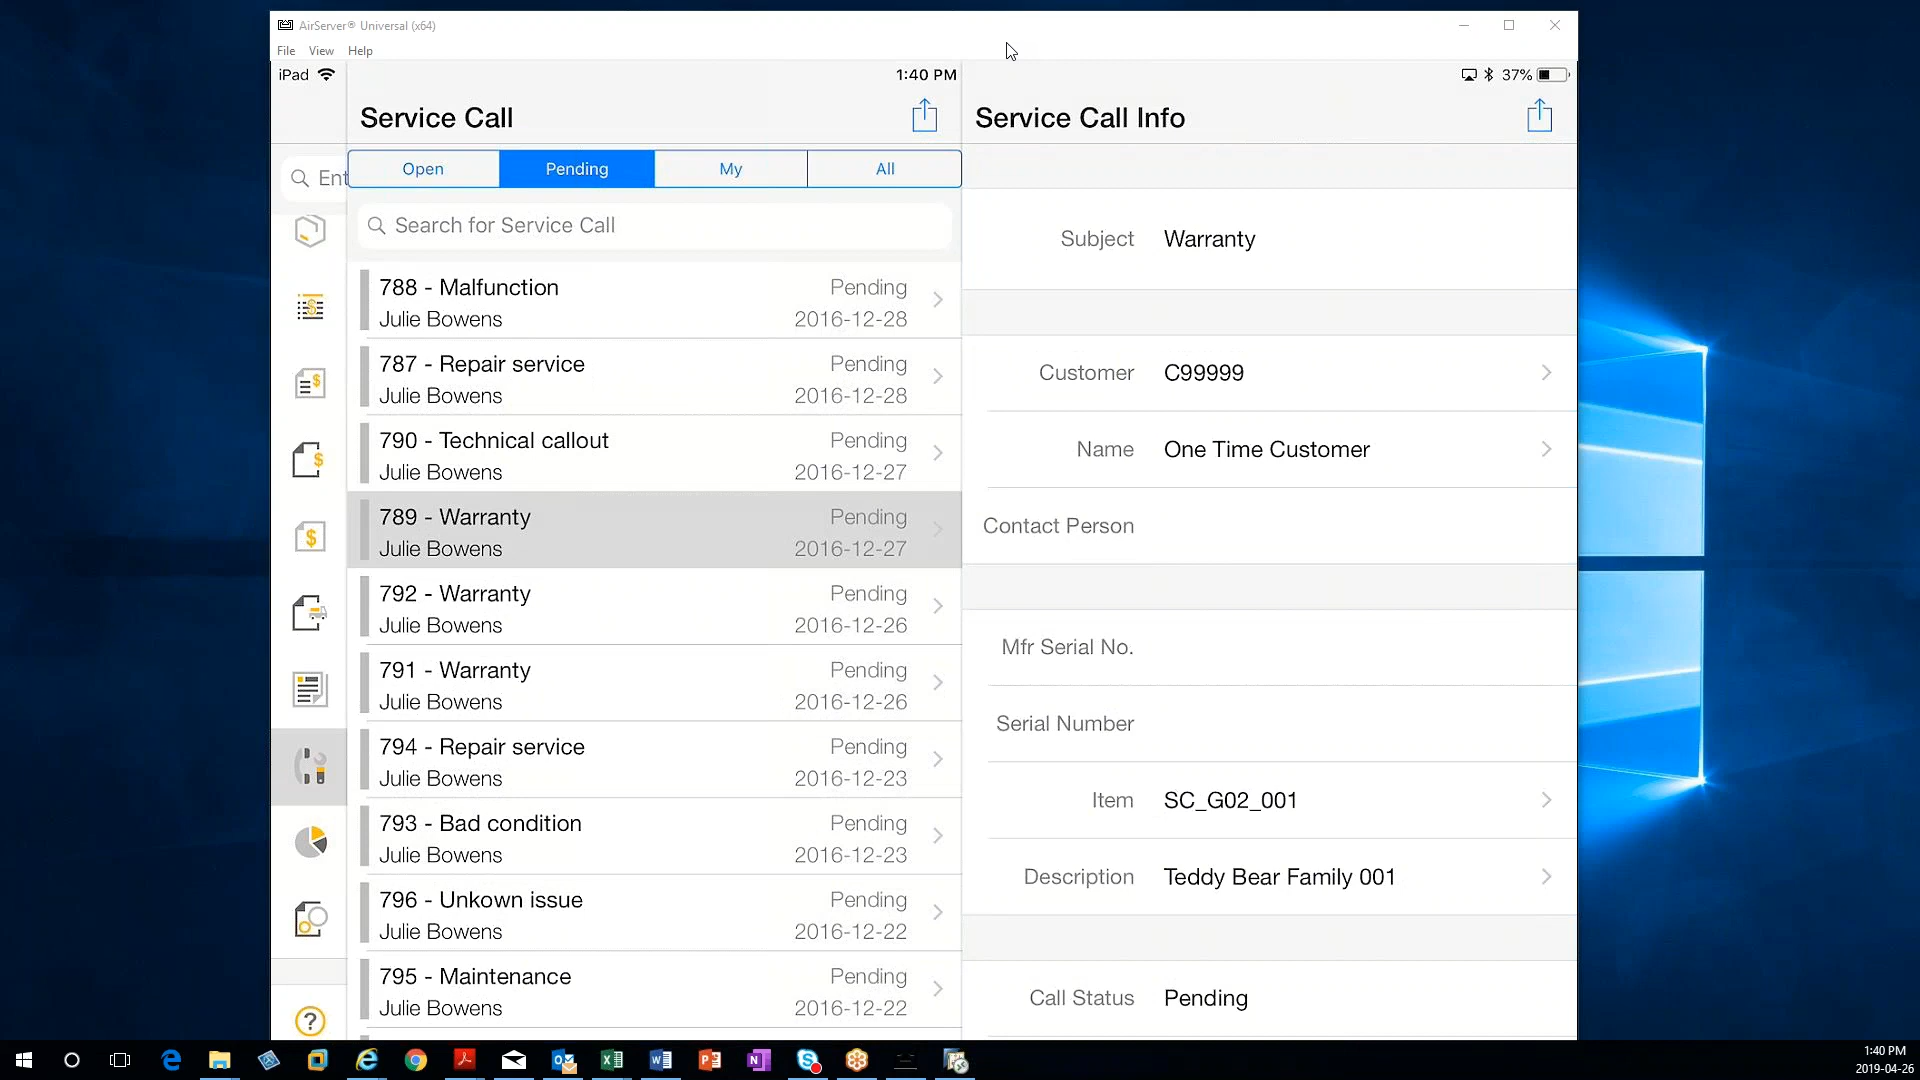 AirServer® Universal (x64)
File View Help
iPad 1:40 PM 37%
Service Call
Service Call Info
Ent
Open Pending My All
Search for Service Call
788 - Malfunction Pending
Julie Bowens 2016-12-28
787 - Repair service Pending
Julie Bowens 2016-12-28
790 - Technical callout Pending
Julie Bowens 2016-12-27
789 - Warranty Pending
Julie Bowens 2016-12-27
792 - Warranty Pending
Julie Bowens 2016-12-26
791 - Warranty Pending
Julie Bowens 2016-12-26
794 - Repair service Pending
Julie Bowens 2016-12-23
793 - Bad condition Pending
Julie Bowens 2016-12-23
796 - Unkown issue Pending
Julie Bowens 2016-12-22
795 - Maintenance Pending
Julie Bowens 2016-12-22
Subject Warranty
Customer C99999
Name One Time Customer
Contact Person
Mfr Serial No.
Serial Number
Item SC_G02_001
Description Teddy Bear Family 001
Call Status Pending
1:40 PM
2019-04-26